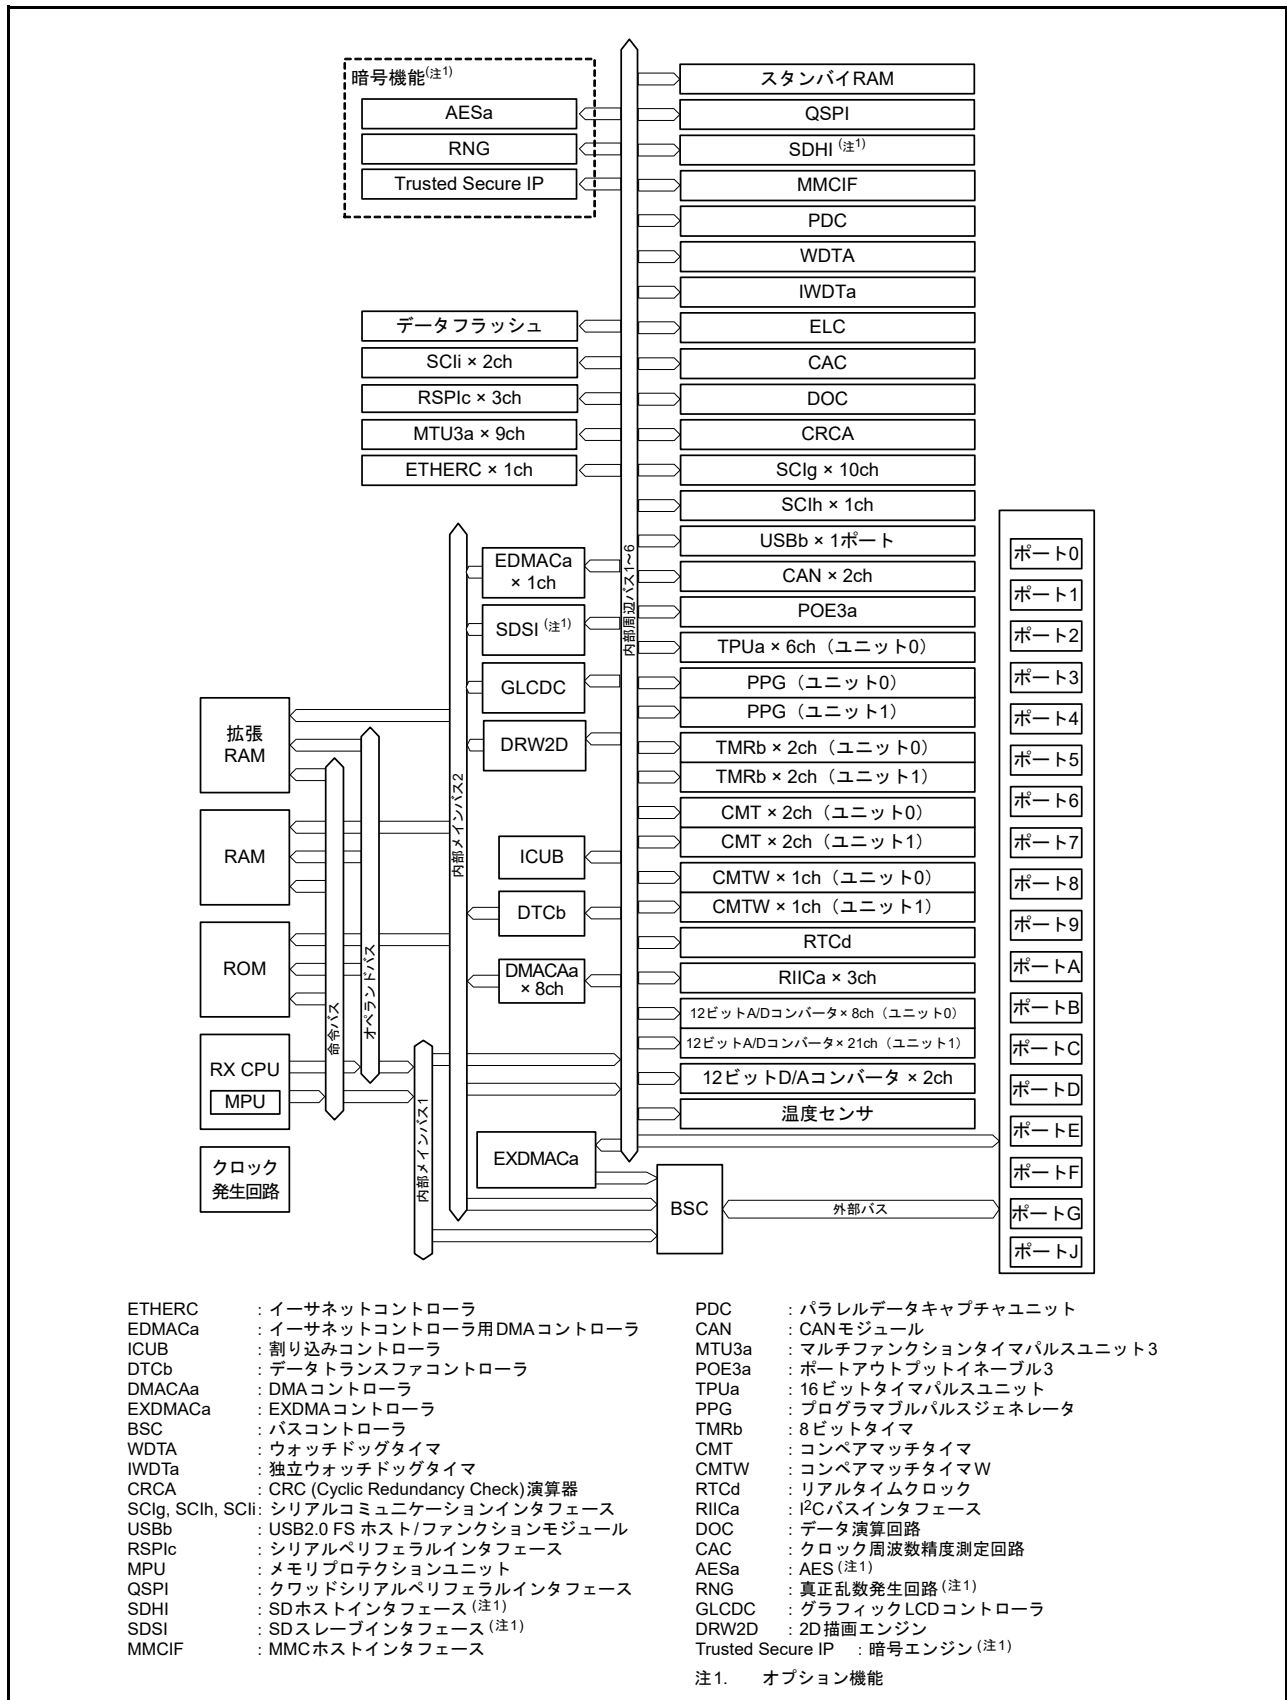 暗号機能(注1)
AESa
RNG
Trusted Secure IP
データフラッシュ
SCIi × 2ch
RSPIc × 3ch
MTU3a × 9ch
ETHERC × 1ch
スタンバイRAM
QSPI
SDHI (注1)
MMCIF
PDC
WDTA
IWDTa
ELC
CAC
DOC
CRCA
SCIg × 10ch
SCIh × 1ch
USBb × 1ポート
CAN × 2ch
POE3a
TPUa × 6ch（ユニット0）
PPG（ユニット0）
PPG（ユニット1）
TMRb × 2ch（ユニット0）
TMRb × 2ch（ユニット1）
CMT × 2ch（ユニット0）
CMT × 2ch（ユニット1）
CMTW × 1ch（ユニット0）
CMTW × 1ch（ユニット1）
RTCd
RIICa × 3ch
12ビットA/Dコンバータ× 8ch（ユニット0）
12ビットA/Dコンバータ× 21ch（ユニット1）
12ビットD/Aコンバータ × 2ch
温度センサ
内部周辺バス1～6
EDMACa
× 1ch
SDSI (注1)
GLCDC
DRW2D
ICUB
DTCb
DMACAa
× 8ch
EXDMACa
BSC
外部バス
内部メインバス2
内部メインバス1
オペランドバス
命令バス
拡張
RAM
RAM
ROM
RX CPU
MPU
クロック
発生回路
ポート0
ポート1
ポート2
ポート3
ポート4
ポート5
ポート6
ポート7
ポート8
ポート9
ポートA
ポートB
ポートC
ポートD
ポートE
ポートF
ポートG
ポートJ
ETHERC : イーサネットコントローラ
EDMACa : イーサネットコントローラ用DMAコントローラ
ICUB : 割り込みコントローラ
DTCb : データトランスファコントローラ
DMACAa : DMAコントローラ
EXDMACa : EXDMAコントローラ
BSC : バスコントローラ
WDTA : ウォッチドッグタイマ
IWDTa : 独立ウォッチドッグタイマ
CRCA : CRC (Cyclic Redundancy Check)演算器
SCIg, SCIh, SCIi : シリアルコミュニケーションインタフェース
USBb : USB2.0 FS ホスト/ファンクションモジュール
RSPIc : シリアルペリフェラルインタフェース
MPU : メモリプロテクションユニット
QSPI : クワッドシリアルペリフェラルインタフェース
SDHI : SDホストインタフェース(注1)
SDSI : SDスレーブインタフェース(注1)
MMCIF : MMCホストインタフェース
PDC : パラレルデータキャプチャユニット
CAN : CANモジュール
MTU3a : マルチファンクションタイマパルスユニット3
POE3a : ポートアウトプットイネーブル3
TPUa : 16ビットタイマパルスユニット
PPG : プログラマブルパルスジェネレータ
TMRb : 8ビットタイマ
CMT : コンペアマッチタイマ
CMTW : コンペアマッチタイマW
RTCd : リアルタイムクロック
RIICa : I2Cバスインタフェース
DOC : データ演算回路
CAC : クロック周波数精度測定回路
AESa : AES(注1)
RNG : 真正乱数発生回路(注1)
GLCDC : グラフィックLCDコントローラ
DRW2D : 2D描画エンジン
Trusted Secure IP : 暗号エンジン(注1)
注1. オプション機能